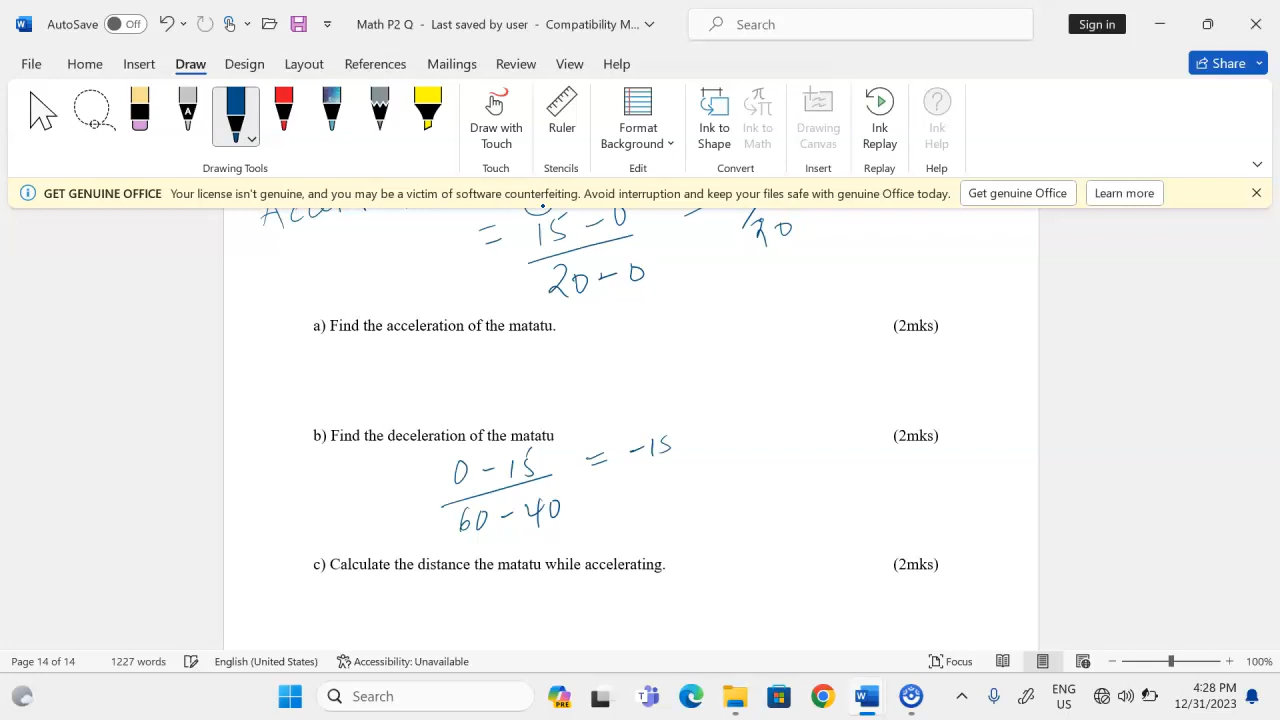 AutoSave Off Math P2 Q - Last saved by user - Compatibility M... Search Sign in
File Home Insert Draw Design Layout References Mailings Review View Help Share
Draw with Touch Ruler Format Background Ink to Shape Ink to Math Drawing Canvas Ink Replay Ink Help
Drawing Tools Touch Stencils Edit Convert Insert Replay Help
GET GENUINE OFFICE Your license isn't genuine, and you may be a victim of software counterfeiting. Avoid interruption and keep your files safe with genuine Office today. Get genuine Office Learn more
= 15 - 0 =
20
20 - 0
a) Find the acceleration of the matatu. (2mks)
b) Find the deceleration of the matatu (2mks)
0 - 15 = -15
60 - 40
c) Calculate the distance the matatu while accelerating. (2mks)
Page 14 of 14 1227 words English (United States) Accessibility: Unavailable Focus 100%
Search PRE ENG US 4:28 PM 12/31/2023